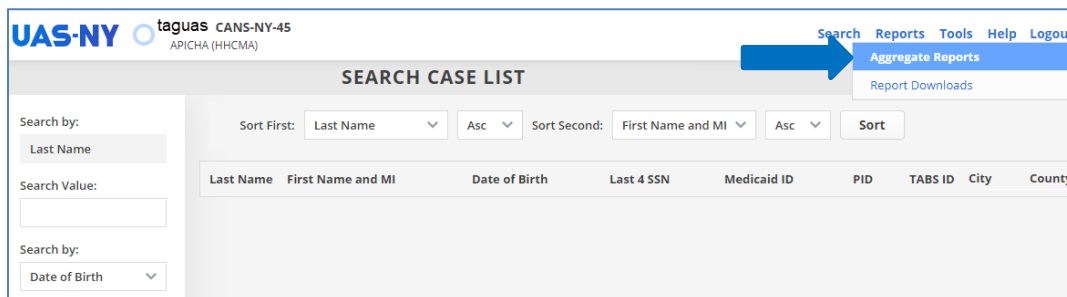 UAS-NY taguas CANS-NY-45
APICHA (HHCMA)
Search Reports Tools Help Logou
Aggregate Reports
Report Downloads
SEARCH CASE LIST
Search by:
Last Name
Search Value:
Search by:
Date of Birth
Sort First: Last Name Asc Sort Second: First Name and MI Asc Sort
Last Name First Name and MI Date of Birth Last 4 SSN Medicaid ID PID TABS ID City County